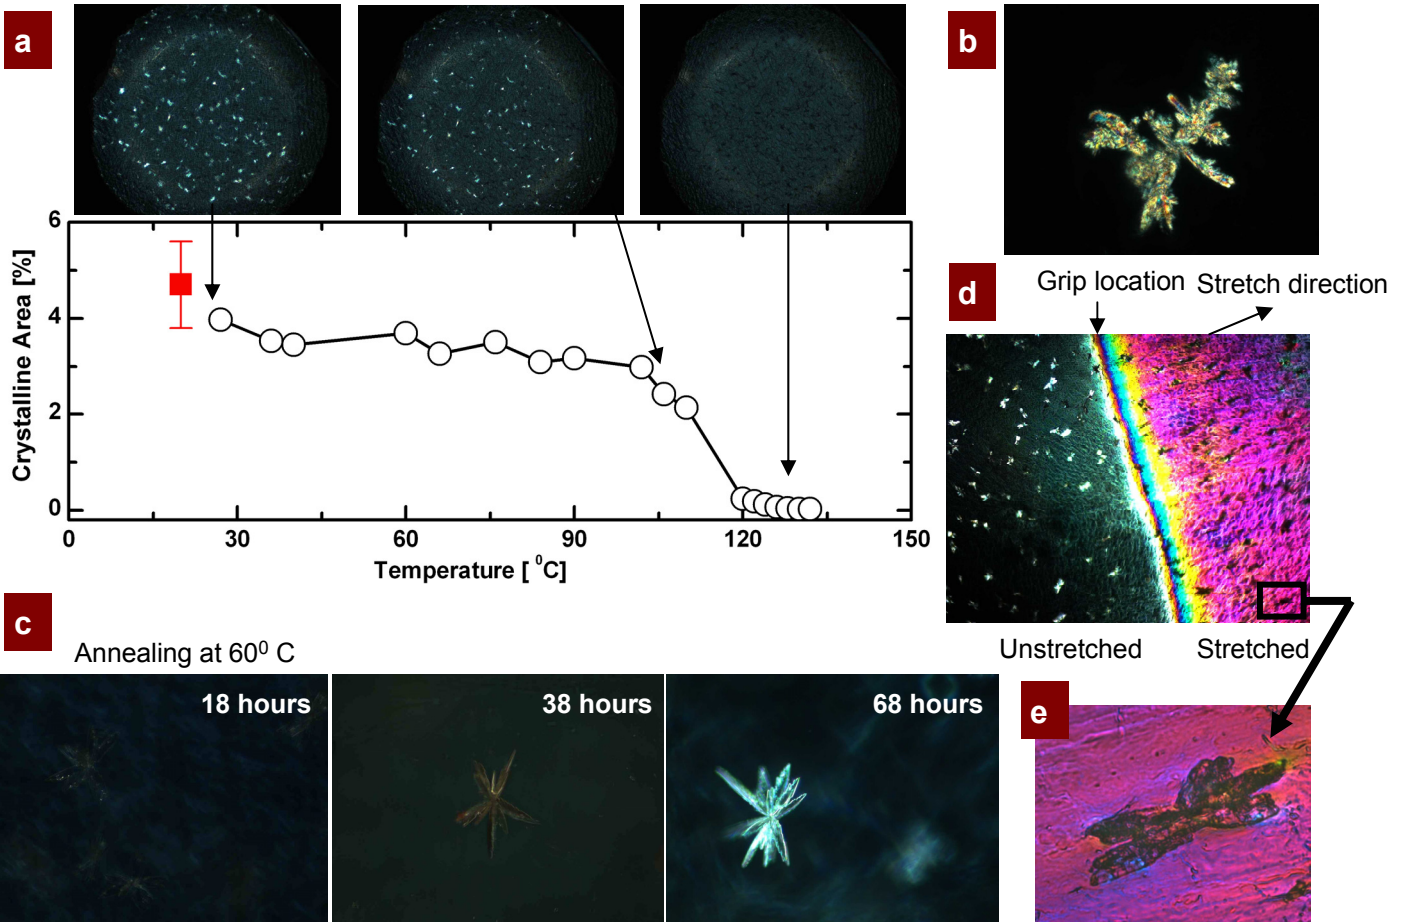 a
b
6
4
2
0
Crystalline Area [%]
0 30 60 90 120 150
Temperature [ ⁰C]
d
Grip location
Stretch direction
Unstretched
Stretched
c
Annealing at 60⁰ C
18 hours
38 hours
68 hours
e